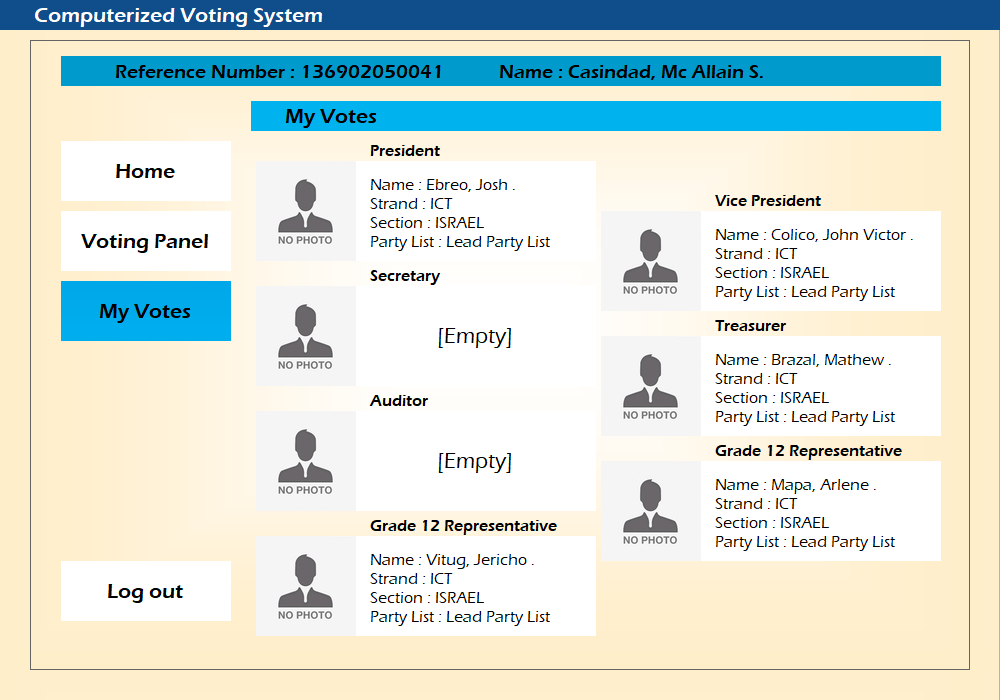 Computerized Voting System
Reference Number : 136902050041 Name : Casindad, Mc Allain S.
My Votes
Home
Voting Panel
My Votes
Log out
President
NO PHOTO
Name : Ebreo, Josh .
Strand : ICT
Section : ISRAEL
Party List : Lead Party List
Vice President
NO PHOTO
Name : Colico, John Victor .
Strand : ICT
Section : ISRAEL
Party List : Lead Party List
Secretary
NO PHOTO
[Empty]
Treasurer
NO PHOTO
Name : Brazal, Mathew .
Strand : ICT
Section : ISRAEL
Party List : Lead Party List
Auditor
NO PHOTO
[Empty]
Grade 12 Representative
NO PHOTO
Name : Mapa, Arlene .
Strand : ICT
Section : ISRAEL
Party List : Lead Party List
Grade 12 Representative
NO PHOTO
Name : Vitug, Jericho .
Strand : ICT
Section : ISRAEL
Party List : Lead Party List